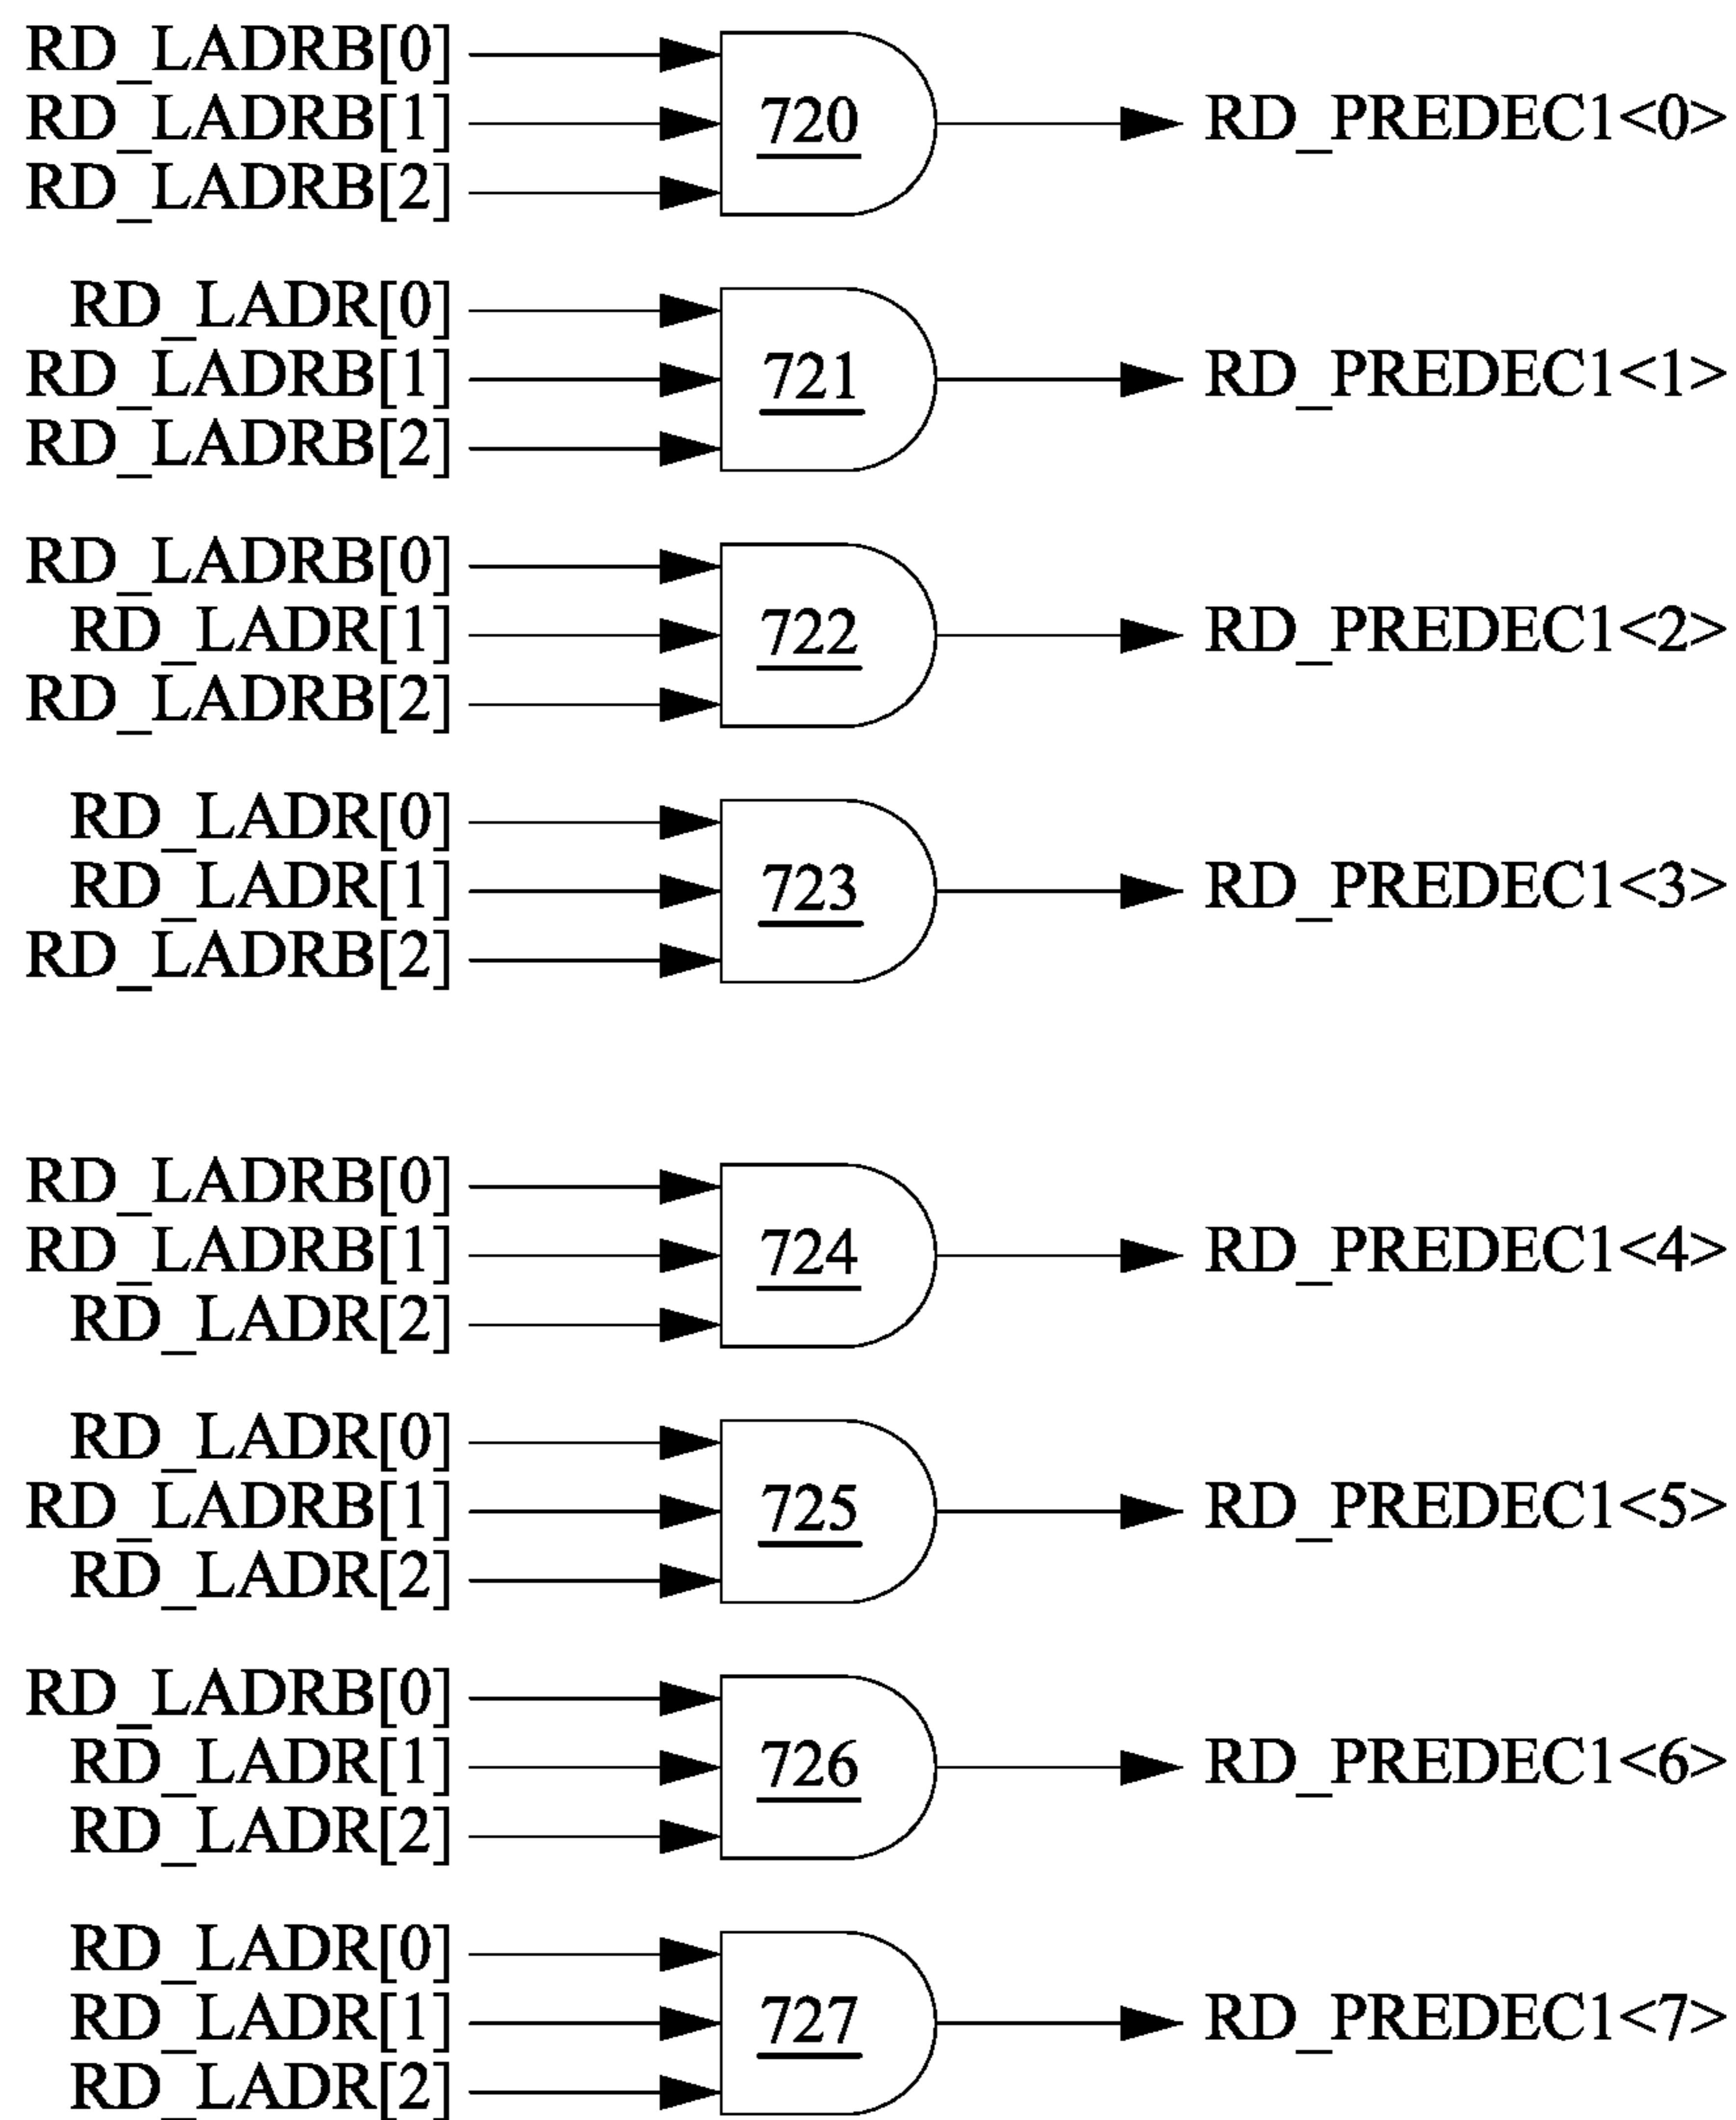 RD_LADRB[0]
RD_LADRB[1]
RD_LADRB[2]
720
RD_PREDEC1<0>
RD_LADR[0]
RD_LADRB[1]
RD_LADRB[2]
721
RD_PREDEC1<1>
RD_LADRB[0]
RD_LADR[1]
RD_LADRB[2]
722
RD_PREDEC1<2>
RD_LADR[0]
RD_LADR[1]
RD_LADRB[2]
723
RD_PREDEC1<3>
RD_LADRB[0]
RD_LADRB[1]
RD_LADR[2]
724
RD_PREDEC1<4>
RD_LADR[0]
RD_LADRB[1]
RD_LADR[2]
725
RD_PREDEC1<5>
RD_LADRB[0]
RD_LADR[1]
RD_LADR[2]
726
RD_PREDEC1<6>
RD_LADR[0]
RD_LADR[1]
RD_LADR[2]
727
RD_PREDEC1<7>